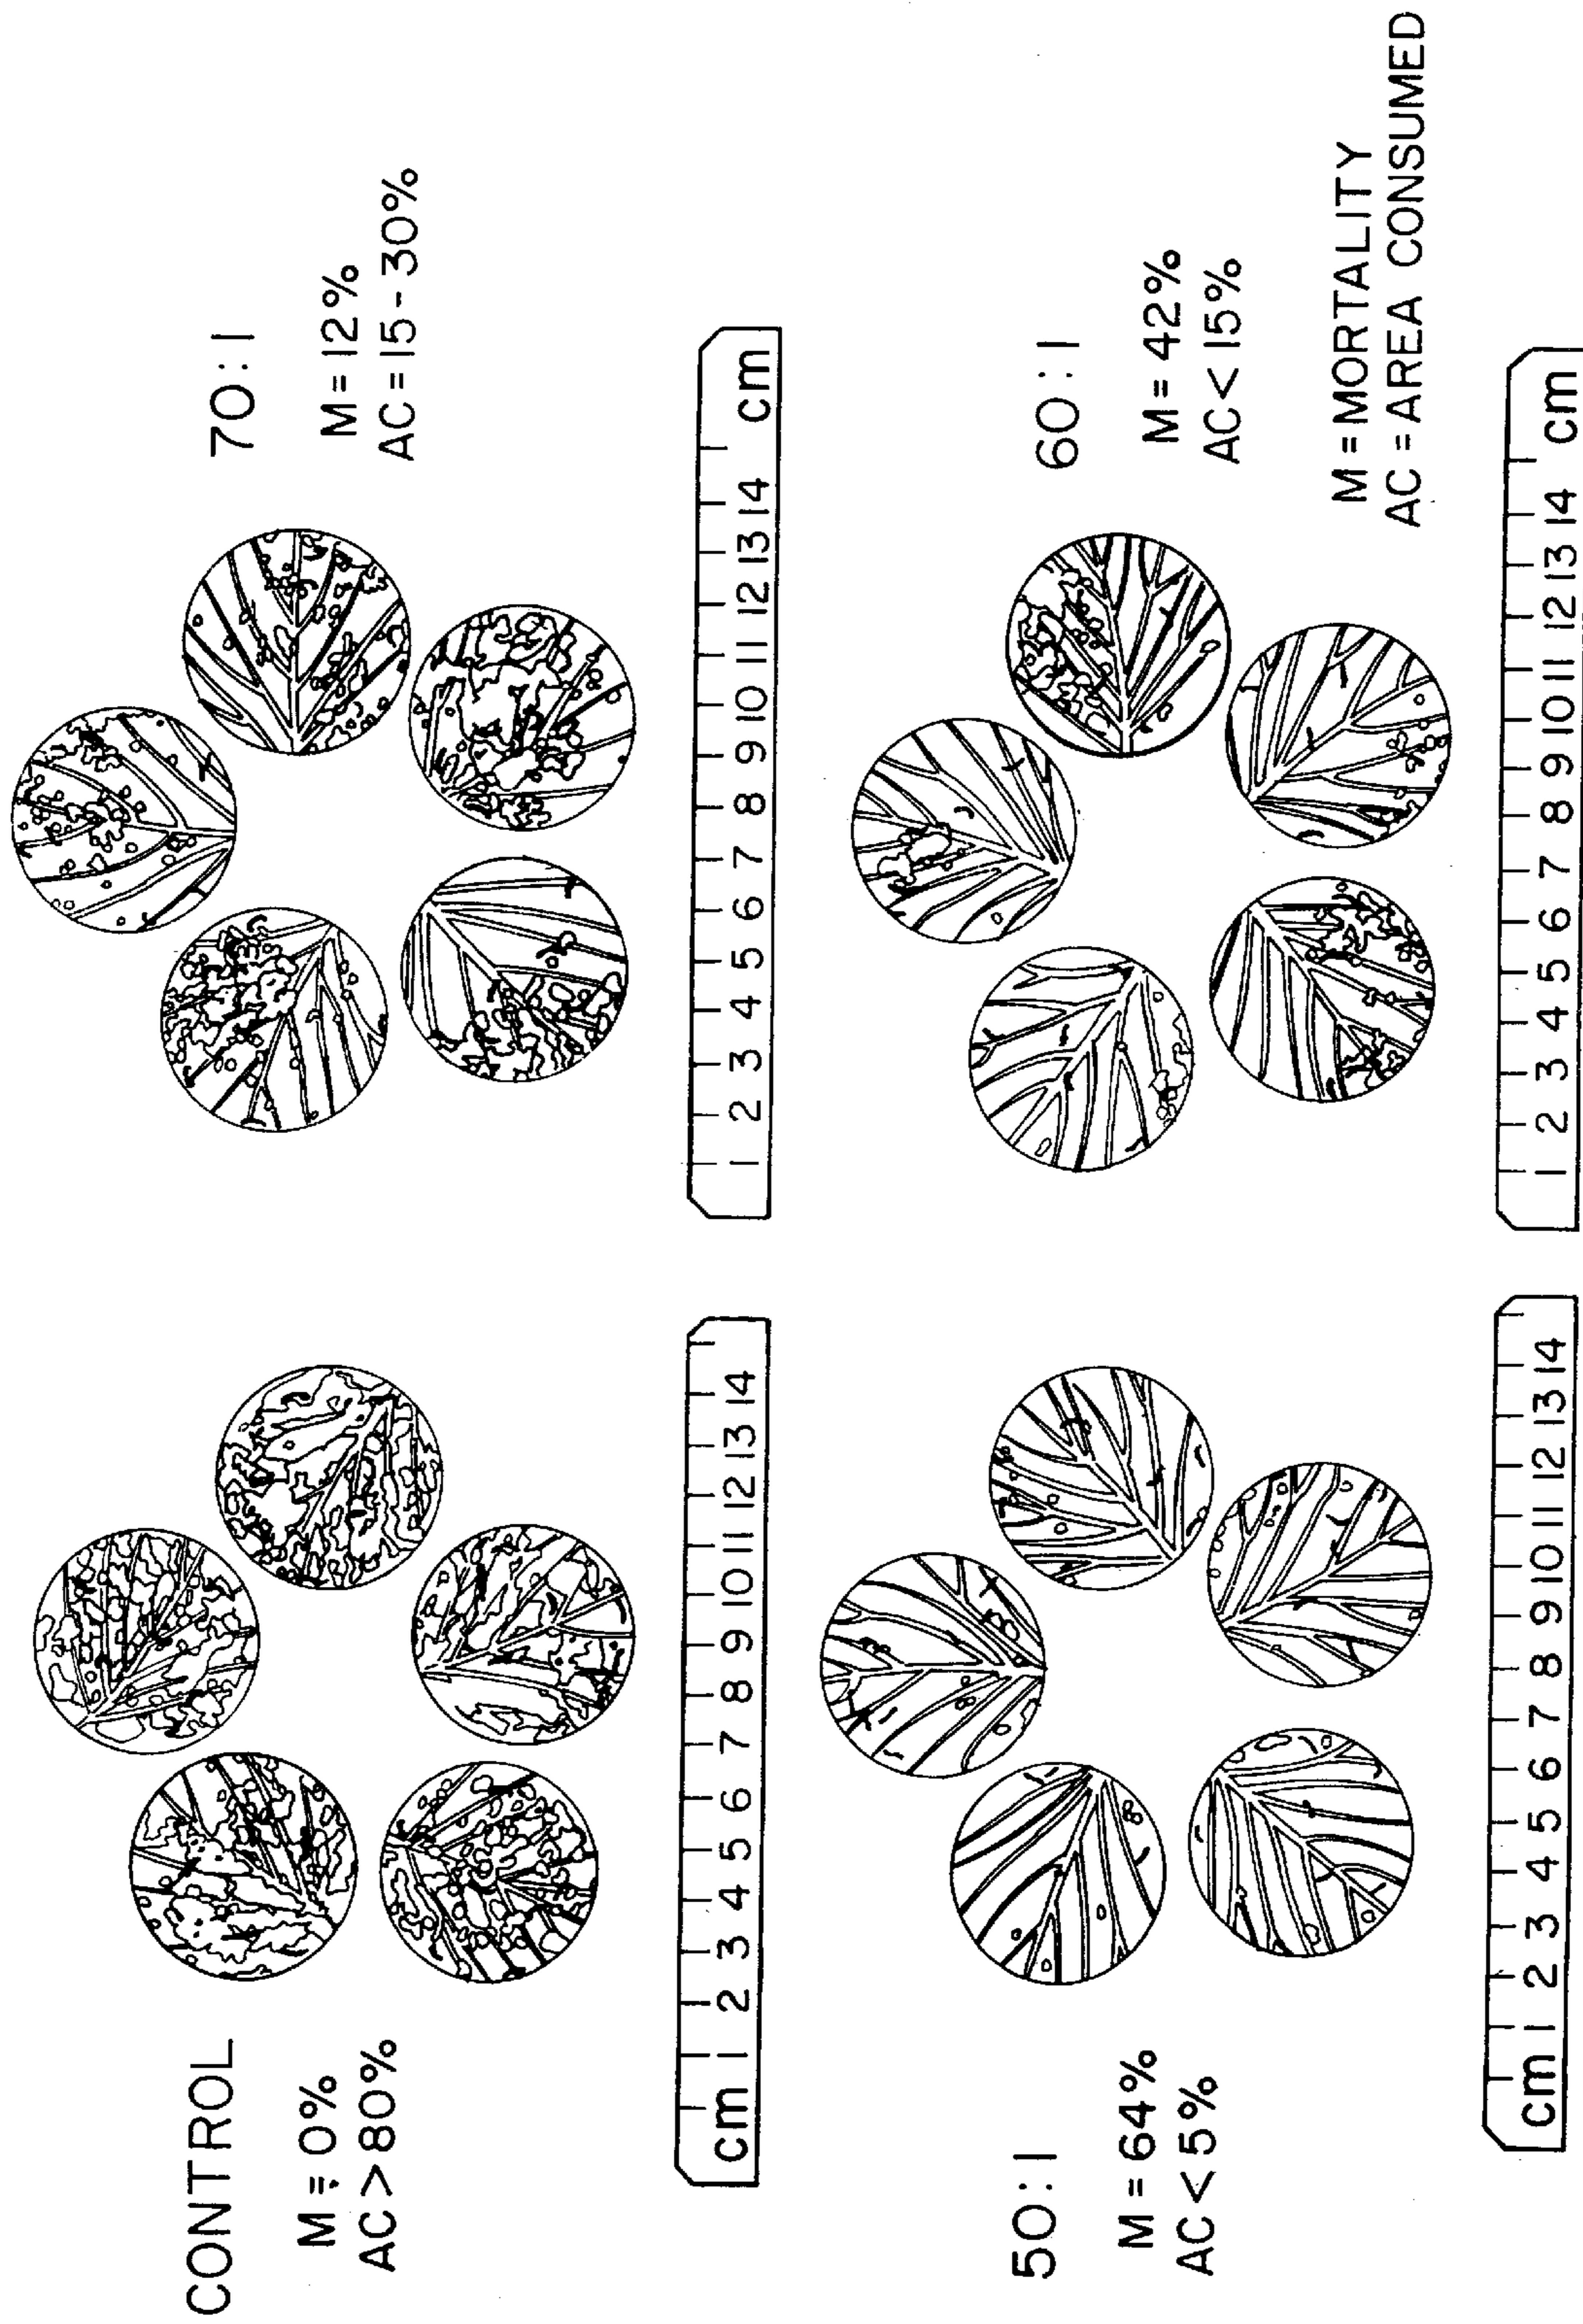 CONTROL
M = 0%
AC > 80%
cm 1 2 3 4 5 6 7 8 9 10 11 12 13 14
70:1
M = 12%
AC = 15-30%
1 2 3 4 5 6 7 8 9 10 11 12 13 14 cm
50:1
M = 64%
AC < 5%
cm 1 2 3 4 5 6 7 8 9 10 11 12 13 14
60:1
M = 42%
AC < 15%
M = MORTALITY
AC = AREA CONSUMED
1 2 3 4 5 6 7 8 9 10 11 12 13 14 cm